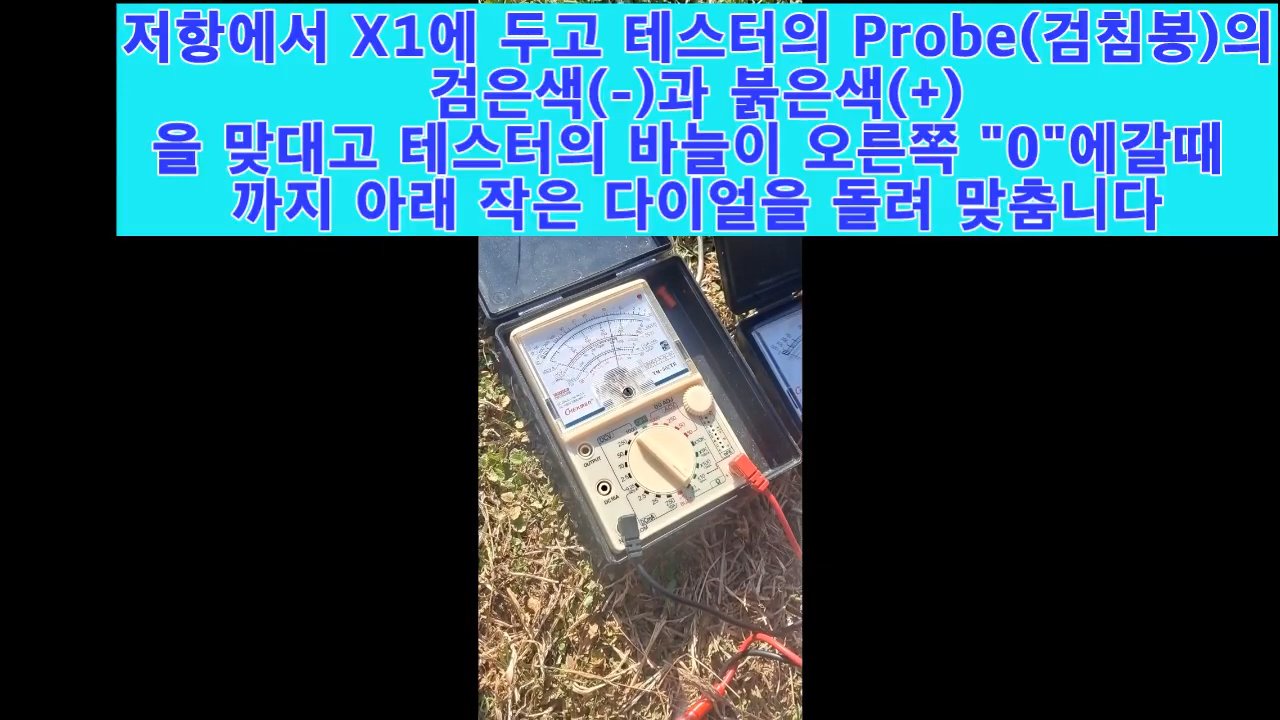 저항에서 X1에 두고 테스터의 Probe(검침봉)의
검은색(-)과 붉은색(+)
을 맞대고 테스터의 바늘이 오른쪽 "0"에갈때
까지 아래 작은 다이얼을 돌려 맞춤니다
OUTPUT